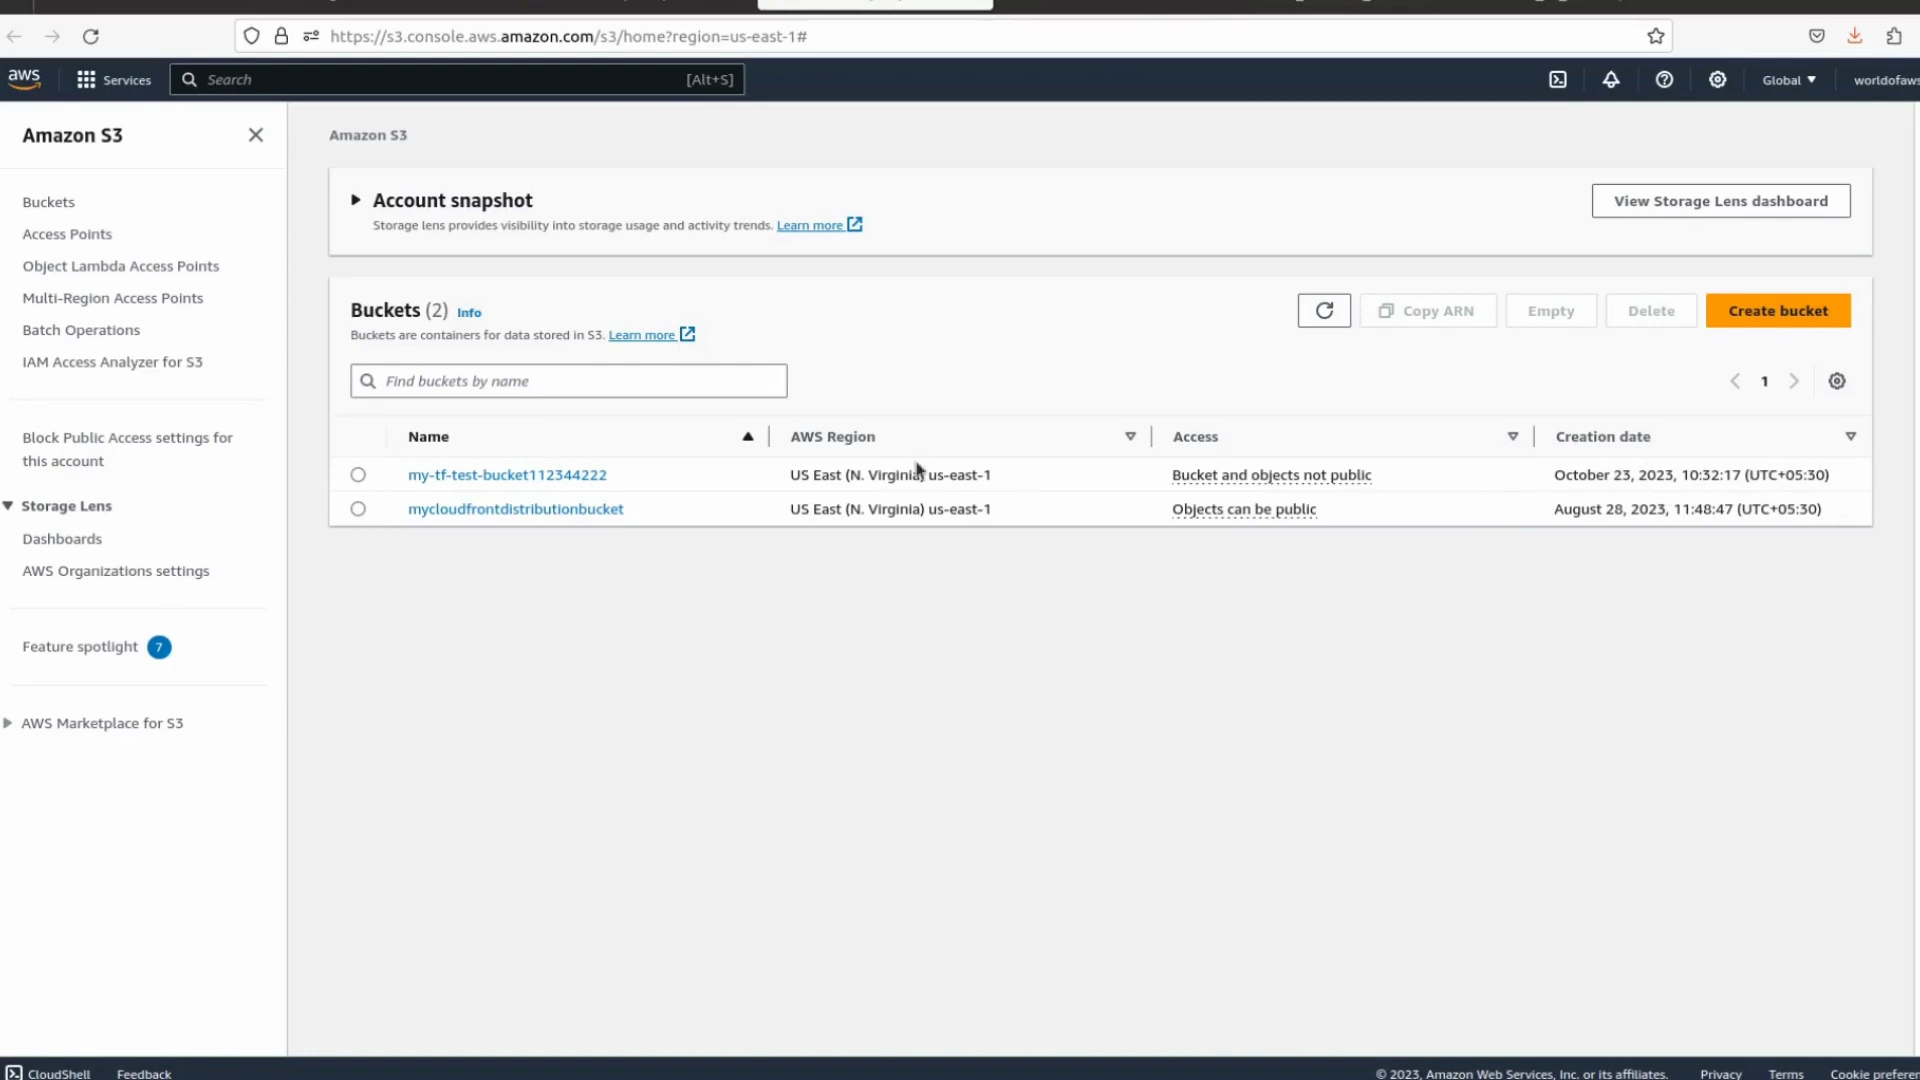 https://s3.console.aws.amazon.com/s3/home?region=us-east-1#
aws
Services
Search
[Alt+S]
Global
worldofaws
Amazon S3
Buckets
Access Points
Object Lambda Access Points
Multi-Region Access Points
Batch Operations
IAM Access Analyzer for S3
Block Public Access settings for
this account
Storage Lens
Dashboards
AWS Organizations settings
Feature spotlight 7
AWS Marketplace for S3
Amazon S3
Account snapshot
Storage lens provides visibility into storage usage and activity trends. Learn more
View Storage Lens dashboard
Buckets (2) Info
Buckets are containers for data stored in S3. Learn more
Copy ARN
Empty
Delete
Create bucket
Find buckets by name
1
Name AWS Region Access Creation date
my-tf-test-bucket112344222 US East (N. Virginia) us-east-1 Bucket and objects not public October 23, 2023, 10:32:17 (UTC+05:30)
mycloudfrontdistributionbucket US East (N. Virginia) us-east-1 Objects can be public August 28, 2023, 11:48:47 (UTC+05:30)
CloudShell Feedback © 2023, Amazon Web Services, Inc. or its affiliates. Privacy Terms Cookie